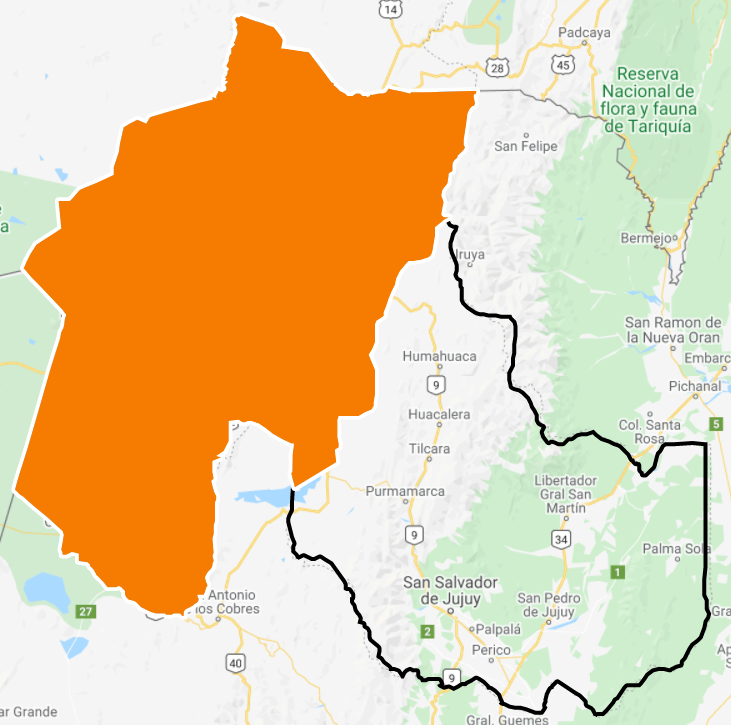 14
Padcaya
28
45
Reserva
Nacional de
flora y fauna
de Tariquía
San Felipe
a
Bermejo
Iruya
San Ramon de
la Nueva Oran
Humahuaca
Embarc
9
Pichanal
Huacalera
Col. Santa
Rosa
5
Tilcara
Libertador
Gral San
Martín
Purmamarca
9
34
Palma Sola
1
San Salvador
de Jujuy
Antonio
los Cobres
San Pedro
de Jujuy
27
Gra
2
Palpalá
Perico
40
9
ar Grande
Gral. Guemes